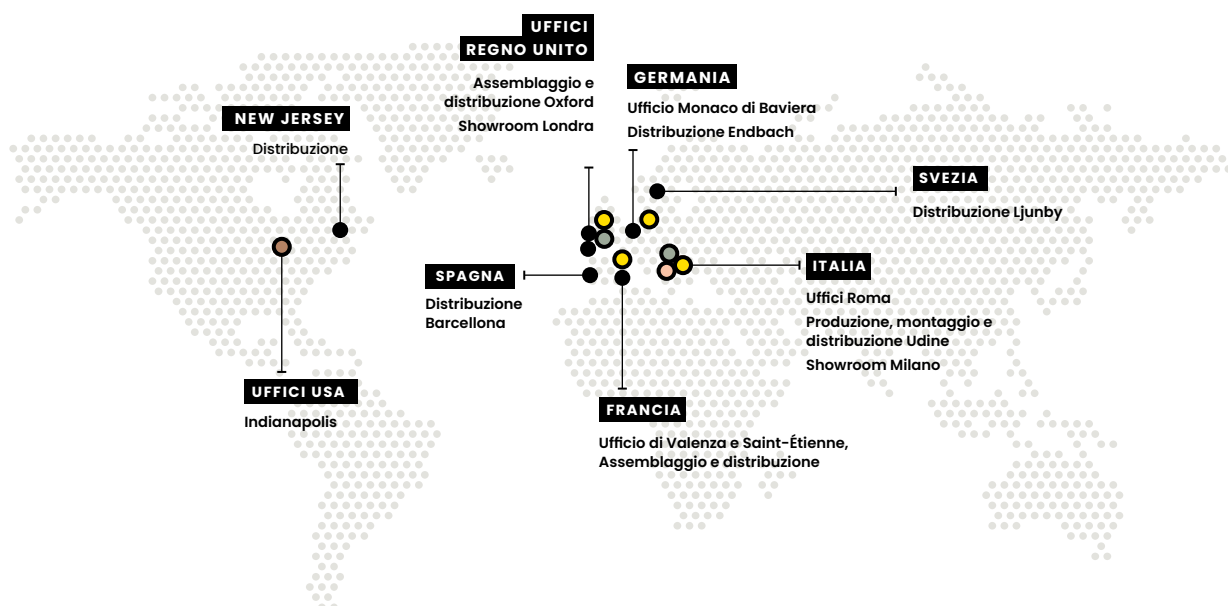 UFFICI
REGNO UNITO
Assemblaggio e
distribuzione Oxford
Showroom Londra
GERMANIA
Ufficio Monaco di Baviera
Distribuzione Endbach
NEW JERSEY
Distribuzione
SVEZIA
Distribuzione Ljunby
SPAGNA
Distribuzione
Barcellona
ITALIA
Uffici Roma
Produzione, montaggio e
distribuzione Udine
Showroom Milano
UFFICI USA
Indianapolis
FRANCIA
Ufficio di Valenza e Saint-Étienne,
Assemblaggio e distribuzione